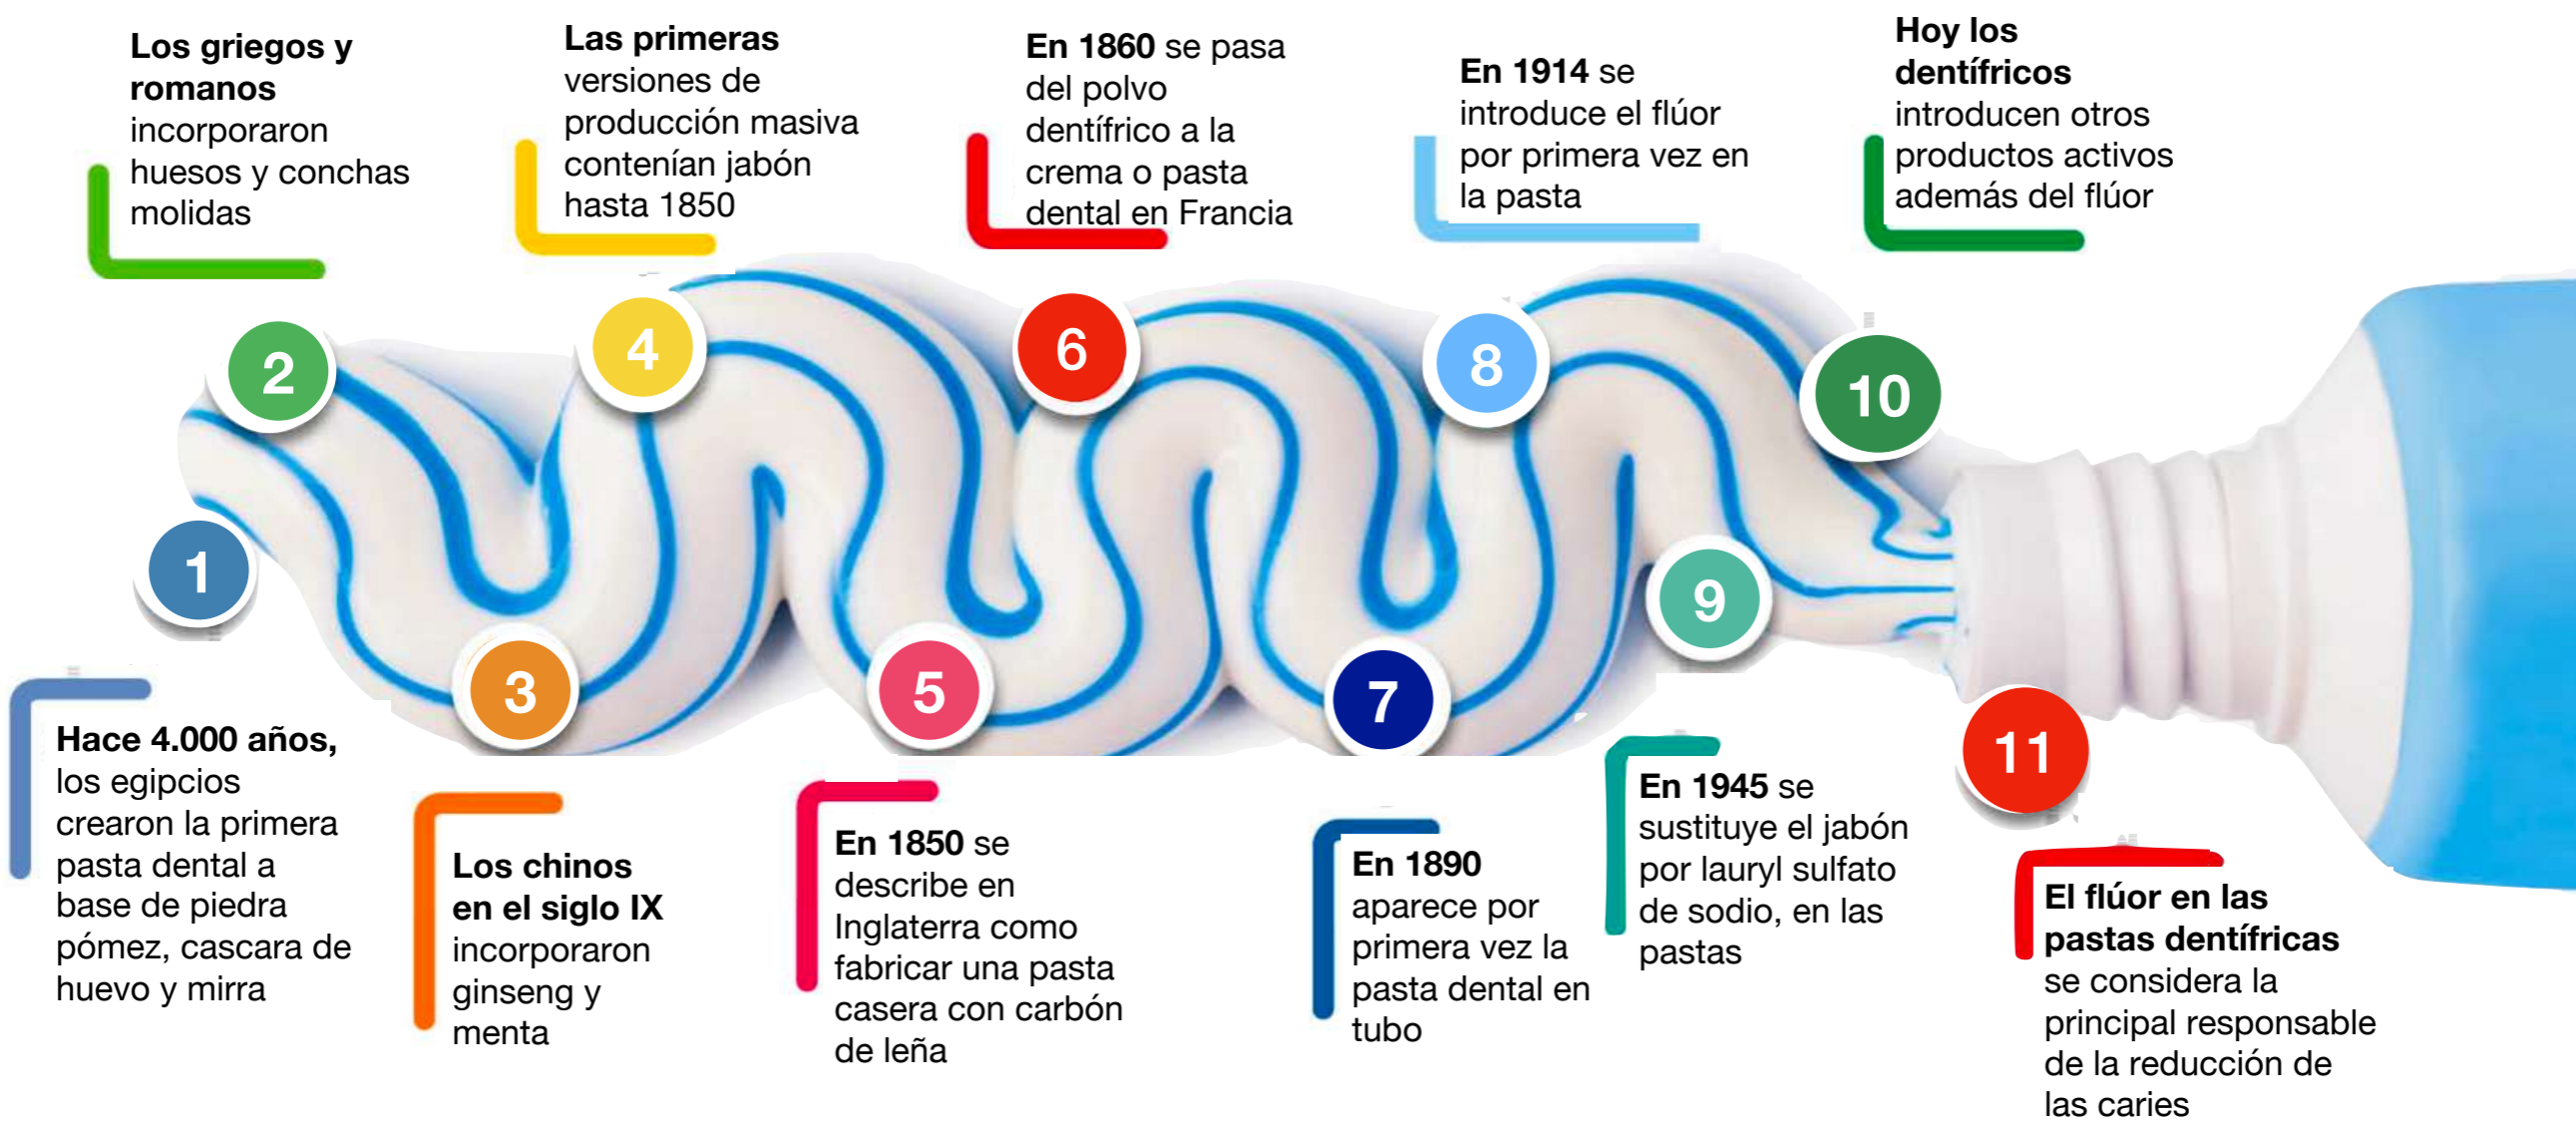 1
Hace 4.000 años,
los egipcios
crearon la primera
pasta dental a
base de piedra
pómez, cascara de
huevo y mirra
2
Los griegos y
romanos
incorporaron
huesos y conchas
molidas
3
Los chinos
en el siglo IX
incorporaron
ginseng y
menta
4
Las primeras
versiones de
producción masiva
contenían jabón
hasta 1850
5
En 1850 se
describe en
Inglaterra como
fabricar una pasta
casera con carbón
de leña
6
En 1860 se pasa
del polvo
dentífrico a la
crema o pasta
dental en Francia
7
En 1890
aparece por
primera vez la
pasta dental en
tubo
8
En 1914 se
introduce el flúor
por primera vez en
la pasta
9
En 1945 se
sustituye el jabón
por lauryl sulfato
de sodio, en las
pastas
10
Hoy los
dentífricos
introducen otros
productos activos
además del flúor
11
El flúor en las
pastas dentífricas
se considera la
principal responsable
de la reducción de
las caries